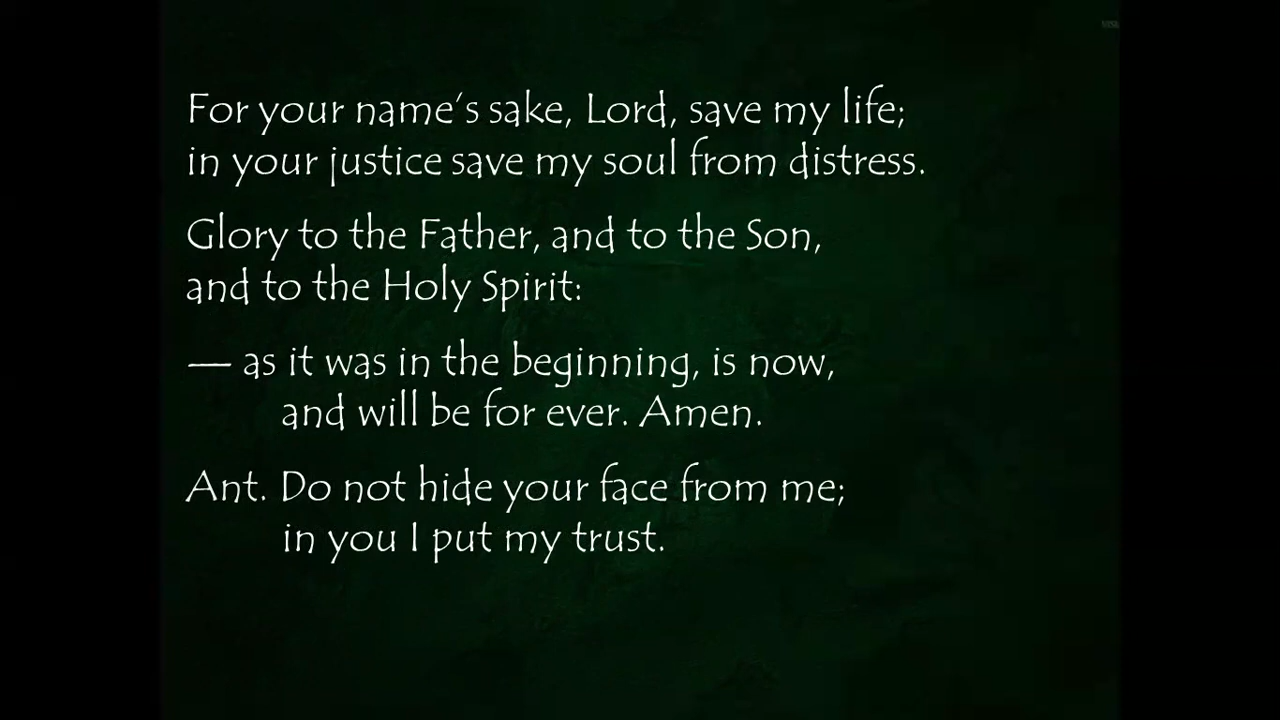 For your name's sake, Lord, save my life;
in your justice save my soul from distress.
Glory to the Father, and to the Son,
and to the Holy Spirit:
— as it was in the beginning, is now,
and will be for ever. Amen.
Ant. Do not hide your face from me;
in you I put my trust.